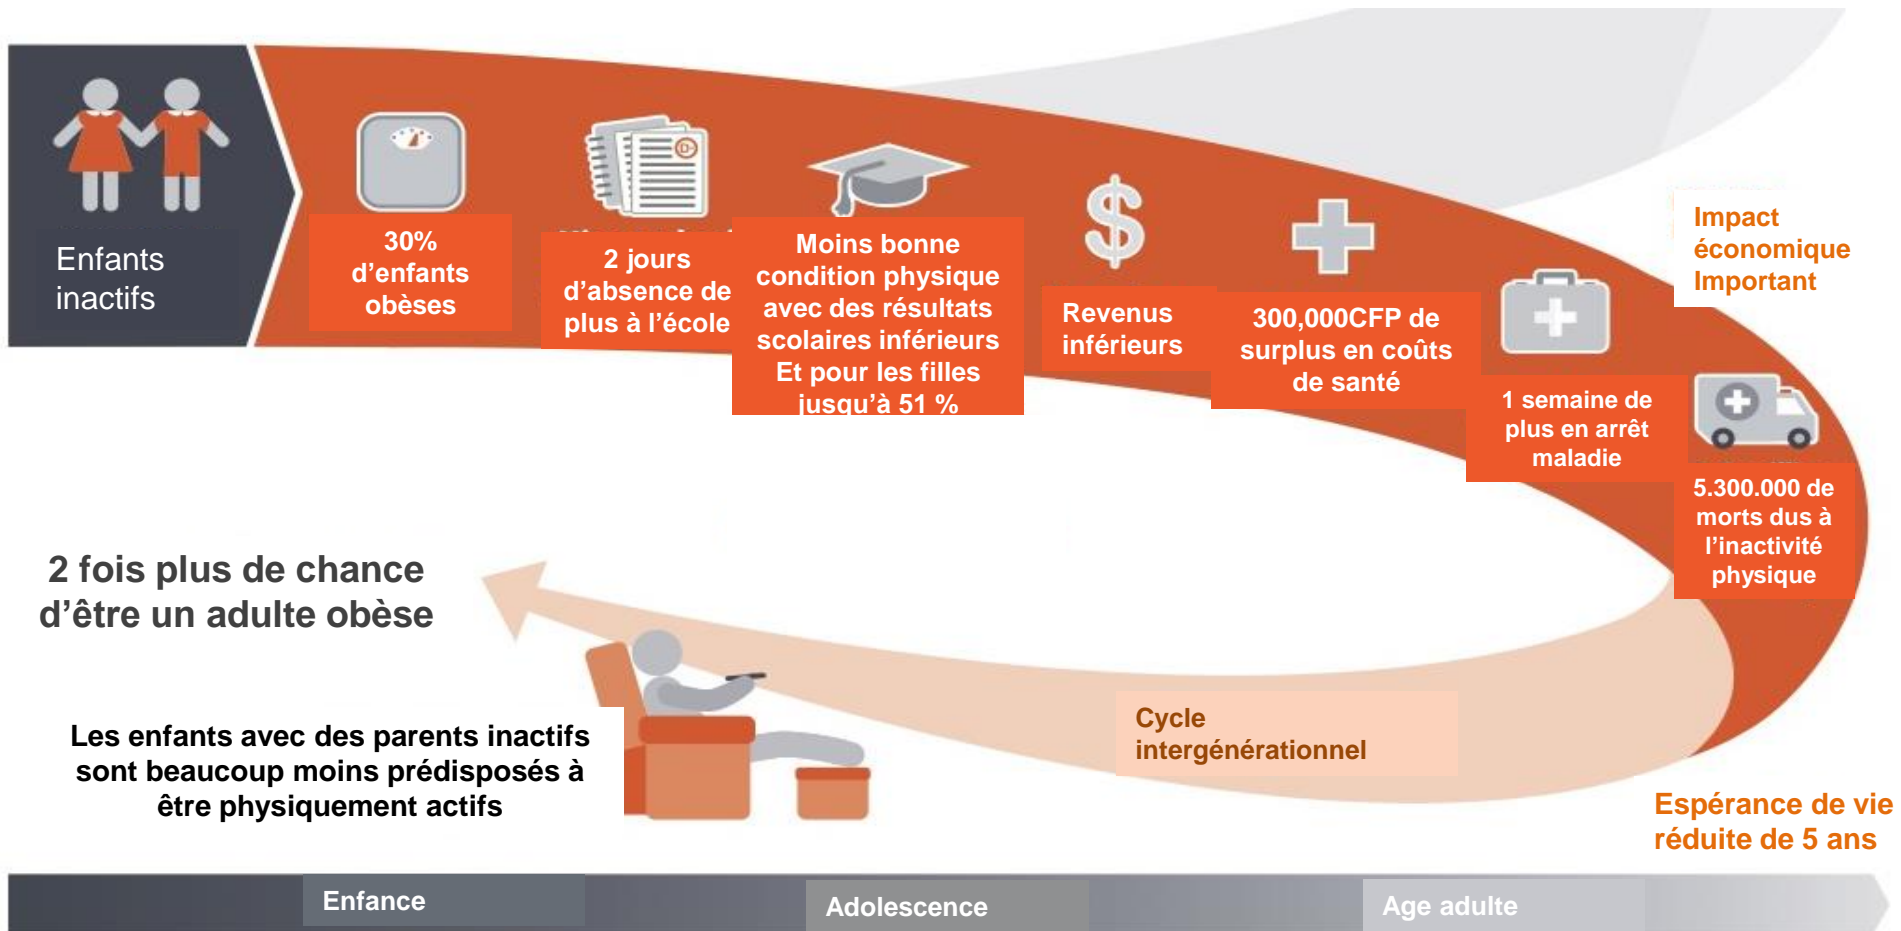 Enfants
inactifs
30%
d’enfants
obèses
2 jours
d’absence de
plus à l’école
D-
Moins bonne
condition physique
avec des résultats
scolaires inférieurs
Et pour les filles
jusqu’à 51 %
$
Revenus
inférieurs
300,000CFP de
surplus en coûts
de santé
1 semaine de
plus en arrêt
maladie
Impact
économique
Important
5.300.000 de
morts dus à
l’inactivité
physique
2 fois plus de chance
d’être un adulte obèse
Les enfants avec des parents inactifs
sont beaucoup moins prédisposés à
être physiquement actifs
Cycle
intergénérationnel
Espérance de vie
réduite de 5 ans
Enfance
Adolescence
Age adulte